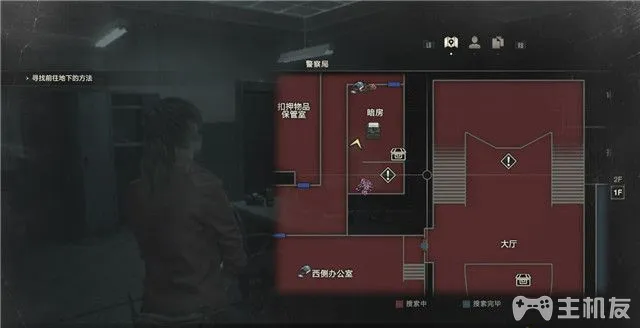 警察局
› 寻找前往地下的方法
扣押物品
保管室
暗房
2F
1F
大厅
西侧办公室
搜索中
搜索完毕
主机友